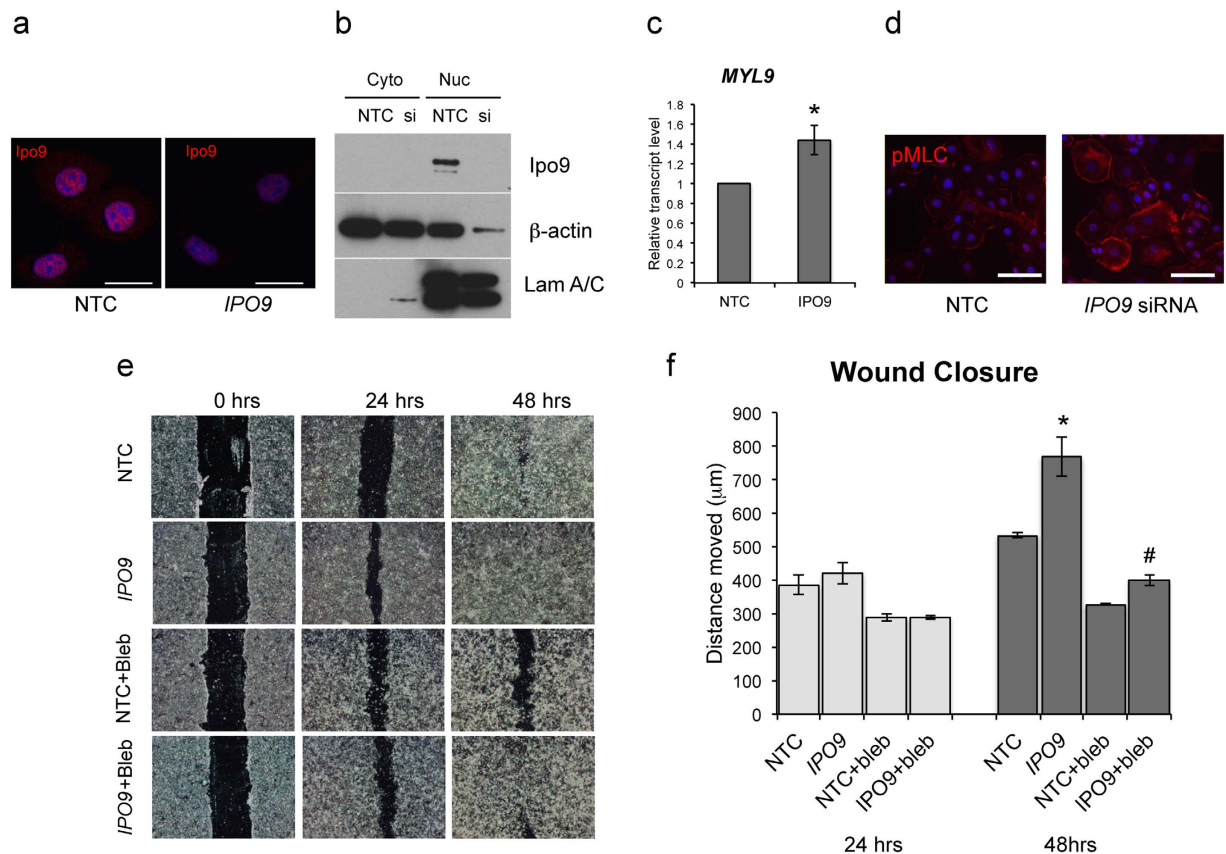 a
Ipo9
Ipo9
NTC
IPO9
b
Cyto
Nuc
NTC si
NTC si
Ipo9
β-actin
Lam A/C
c
MYL9
Relative transcript level
1.8
1.6
1.4
1.2
1
0.8
0.6
0.4
0.2
0
*
NTC
IPO9
d
pMLC
NTC
IPO9 siRNA
e
0 hrs
24 hrs
48 hrs
NTC
IPO9
NTC+Bleb
IPO9+Bleb
f
Wound Closure
Distance moved (μm)
900
800
700
600
500
400
300
200
100
0
*
#
NTC
IPO9
NTC+bleb
IPO9+bleb
NTC
IPO9
NTC+bleb
IPO9+bleb
24 hrs
48hrs